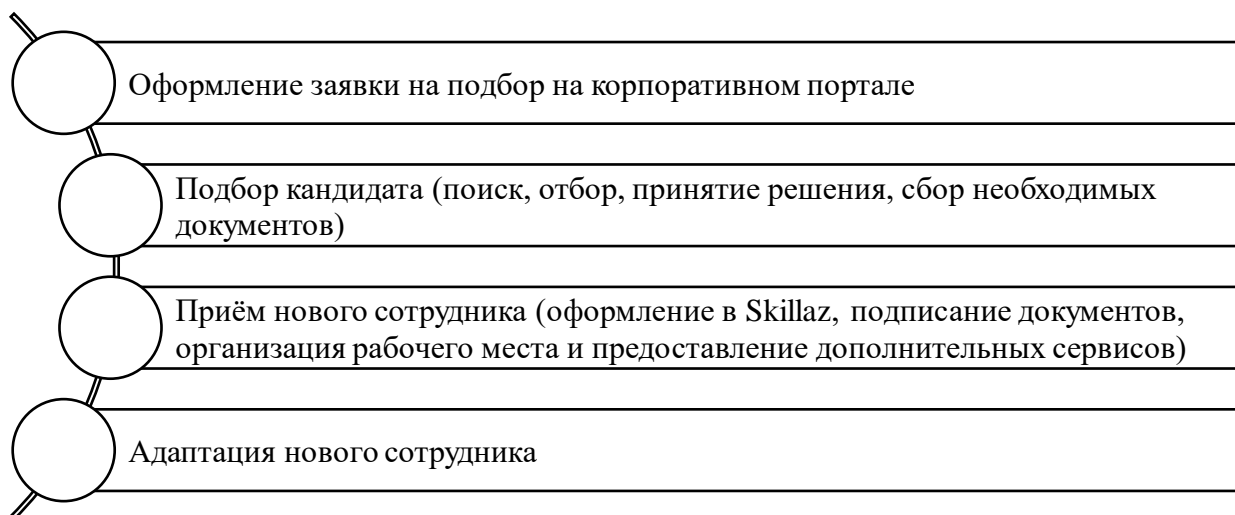 Оформление заявки на подбор на корпоративном портале
Подбор кандидата (поиск, отбор, принятие решения, сбор необходимых
документов)
Приём нового сотрудника (оформление в Skillaz, подписание документов,
организация рабочего места и предоставление дополнительных сервисов)
Адаптация нового сотрудника